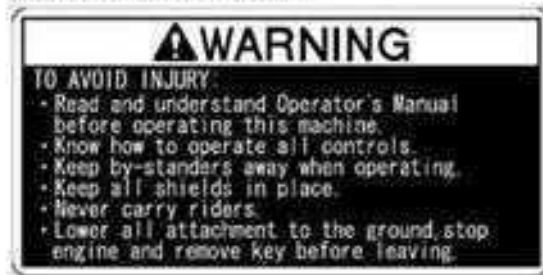 WARNING
TO AVOID INJURY:
• Read and understand Operator's Manual
before operating this machine.
• Know how to operate all controls.
• Keep by-standers away when operating.
• Keep all shields in place.
• Never carry riders.
• Lower all attachment to the ground, stop
engine and remove key before leaving.